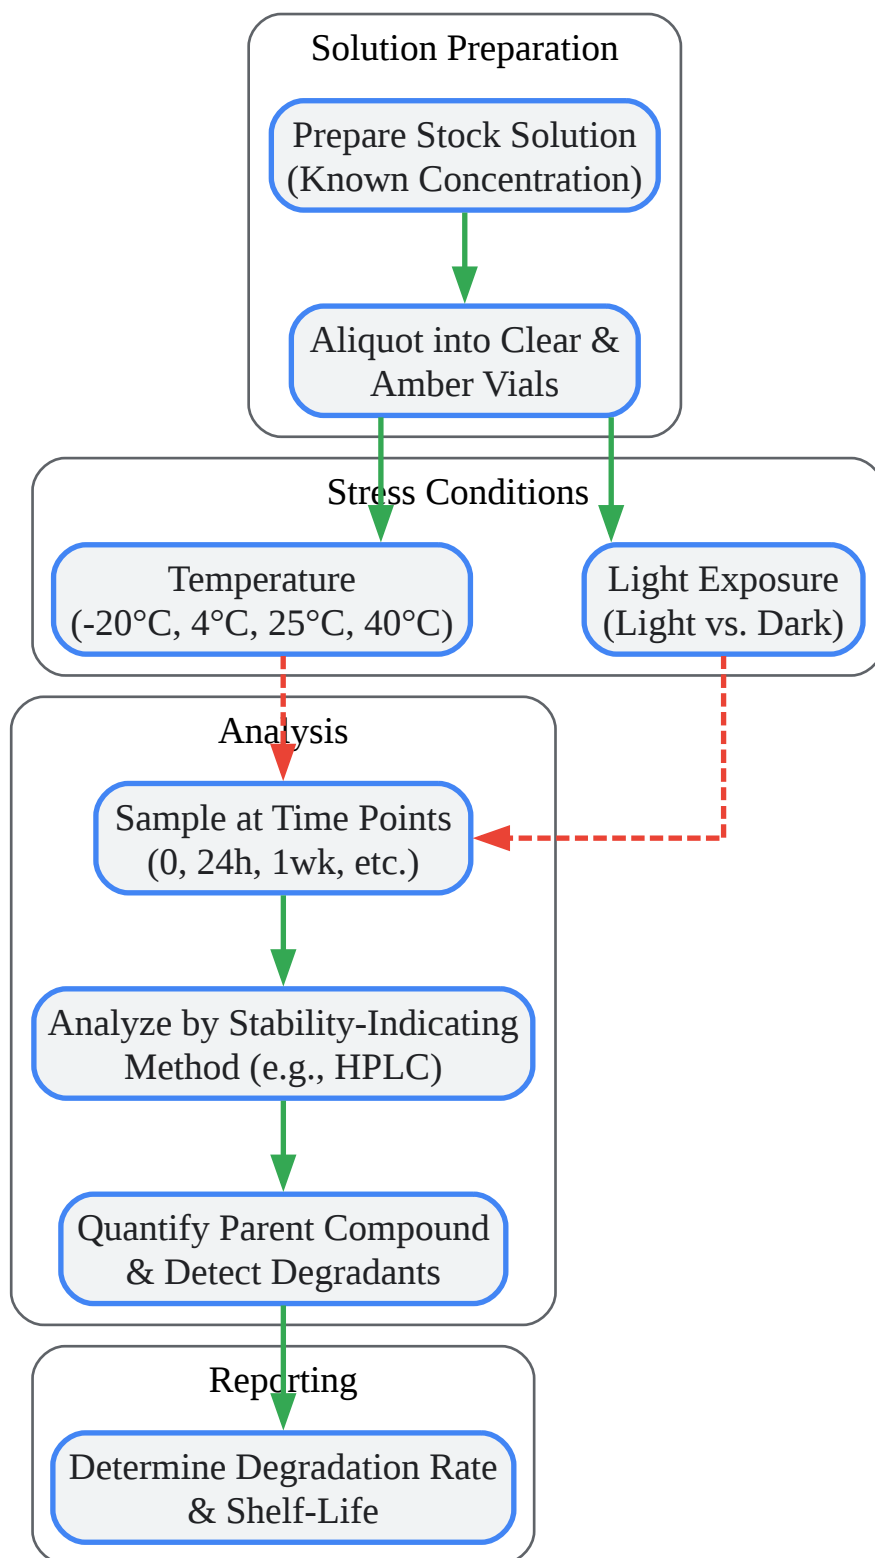 Solution Preparation
Prepare Stock Solution
(Known Concentration)
Aliquot into Clear &
Amber Vials
Stress Conditions
Temperature
(-20°C, 4°C, 25°C, 40°C)
Light Exposure
(Light vs. Dark)
Analysis
Sample at Time Points
(0, 24h, 1wk, etc.)
Analyze by Stability-Indicating
Method (e.g., HPLC)
Quantify Parent Compound
& Detect Degradants
Reporting
Determine Degradation Rate
& Shelf-Life